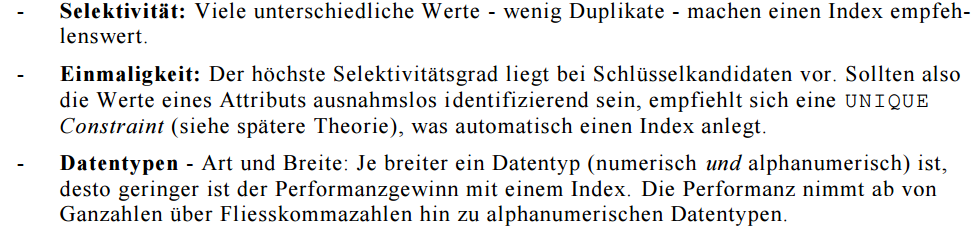 - Selektivität: Viele unterschiedliche Werte - wenig Duplikate - machen einen Index empfeh-
lenswert.
- Einmaligkeit: Der höchste Selektivitätsgrad liegt bei Schlüsselkandidaten vor. Sollten also
die Werte eines Attributs ausnahmslos identifizierend sein, empfiehlt sich eine UNIQUE
Constraint (siehe spätere Theorie), was automatisch einen Index anlegt.
- Datentypen - Art und Breite: Je breiter ein Datentyp (numerisch und alphanumerisch) ist,
desto geringer ist der Performanzgewinn mit einem Index. Die Performanz nimmt ab von
Ganzahlen über Fliesskommazahlen hin zu alphanumerischen Datentypen.